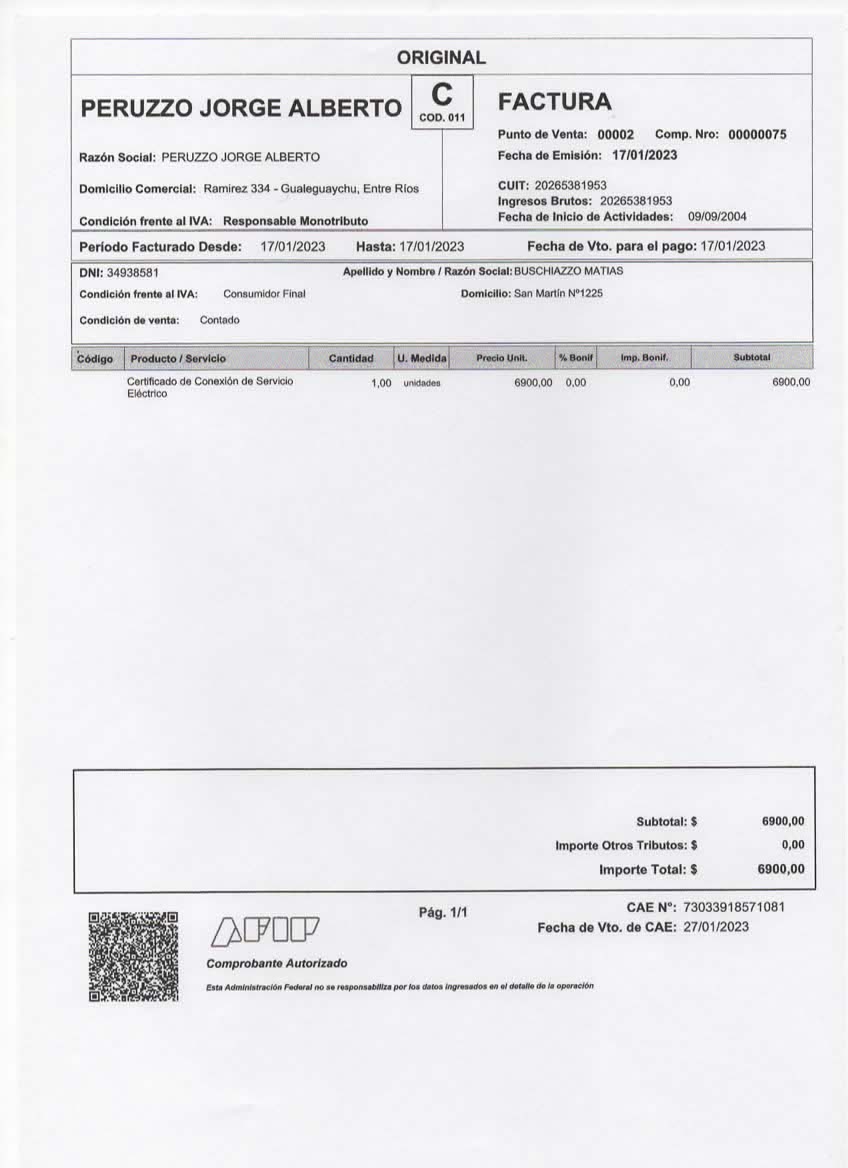 ORIGINAL
PERUZZO JORGE ALBERTO
C
COD. 011
FACTURA
Punto de Venta: 00002 Comp. Nro: 00000075
Razón Social: PERUZZO JORGE ALBERTO
Fecha de Emisión: 17/01/2023
Domicilio Comercial: Ramirez 334 - Gualeguaychu, Entre Ríos
CUIT: 20265381953
Ingresos Brutos: 20265381953
Condición frente al IVA: Responsable Monotributo
Fecha de Inicio de Actividades: 09/09/2004
Período Facturado Desde: 17/01/2023 Hasta: 17/01/2023 Fecha de Vto. para el pago: 17/01/2023
DNI: 34938581 Apellido y Nombre / Razón Social: BUSCHIAZZO MATIAS
Condición frente al IVA: Consumidor Final Domicilio: San Martín Nº1225
Condición de venta: Contado
Código Producto / Servicio Cantidad U. Medida Precio Unit. % Bonif Imp. Bonif. Subtotal
Certificado de Conexión de Servicio 1,00 unidades 6900,00 0,00 0,00 6900,00
Eléctrico
Subtotal: $ 6900,00
Importe Otros Tributos: $ 0,00
Importe Total: $ 6900,00
AFIP
Pág. 1/1
CAE Nº: 73033918571081
Fecha de Vto. de CAE: 27/01/2023
Comprobante Autorizado
Esta Administración Federal no se responsabiliza por los datos ingresados en el detalle de la operación